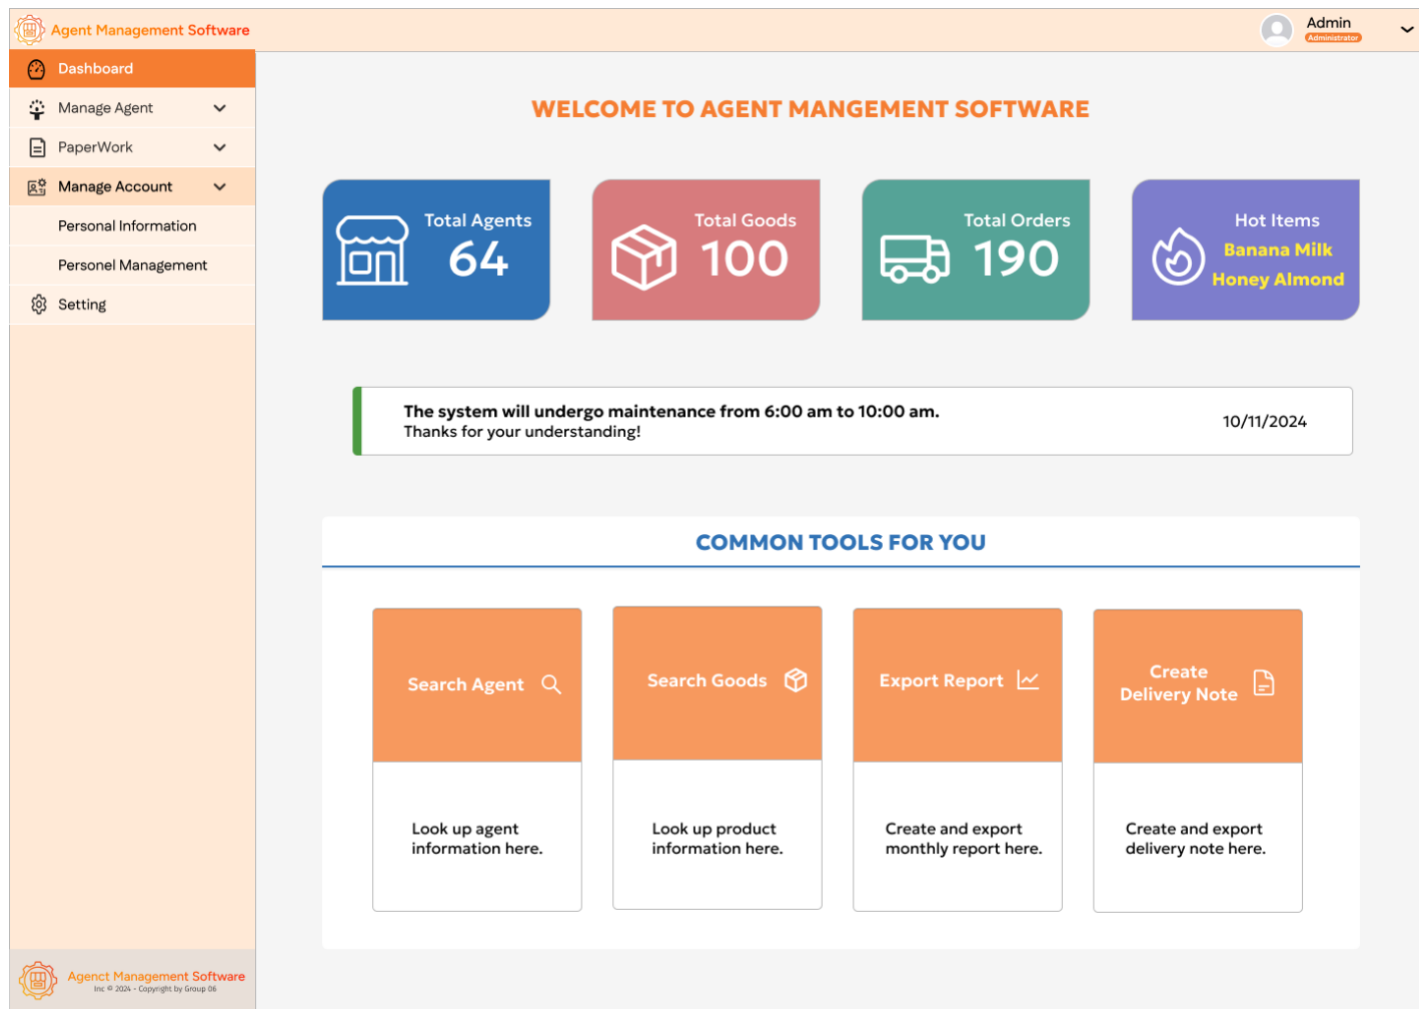 Agent Management Software
Admin
Administrator
Dashboard
Manage Agent
PaperWork
Manage Account
Personal Information
Personel Management
Setting
WELCOME TO AGENT MANGEMENT SOFTWARE
Total Agents
64
Total Goods
100
Total Orders
190
Hot Items
Banana Milk
Honey Almond
The system will undergo maintenance from 6:00 am to 10:00 am.
Thanks for your understanding!
10/11/2024
COMMON TOOLS FOR YOU
Search Agent
Look up agent
information here.
Search Goods
Look up product
information here.
Export Report
Create and export
monthly report here.
Create
Delivery Note
Create and export
delivery note here.
Agenct Management Software
Inc © 2024 - Copyright by Group 06